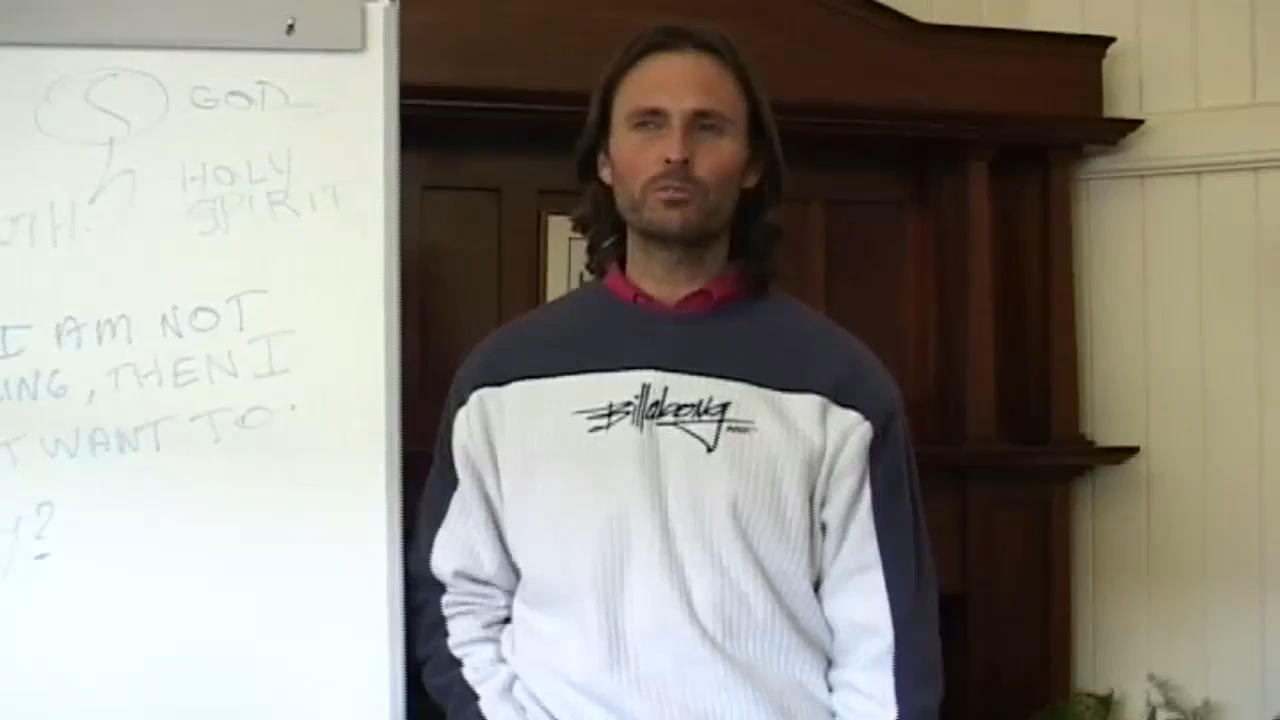 GOD
HOLY
SPIRIT
I AM NOT
ING, THEN I
T WANT TO
?
Billabong